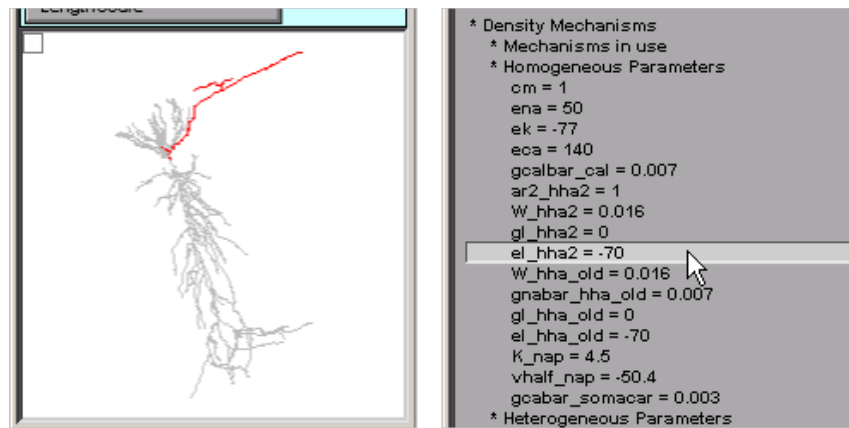 * Density Mechanisms
* Mechanisms in use
* Homogeneous Parameters
cm = 1
ena = 50
ek = -77
eca = 140
gcalbar_cal = 0.007
ar2_hha2 = 1
W_hha2 = 0.016
gl_hha2 = 0
el_hha2 = -70
W_hha_old = 0.016
gnabar_hha_old = 0.007
gl_hha_old = 0
el_hha_old = -70
K_nap = 4.5
vhalf_nap = -50.4
gcabar_somacar = 0.003
* Heterogeneous Parameters